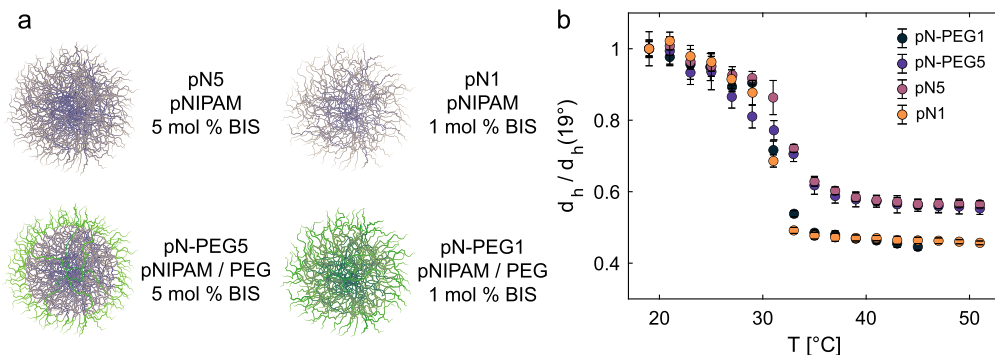 a
pN5
pNIPAM
5 mol % BIS
pN1
pNIPAM
1 mol % BIS
pN-PEG5
pNIPAM / PEG
5 mol % BIS
pN-PEG1
pNIPAM / PEG
1 mol % BIS
b
pN-PEG1
pN-PEG5
pN5
pN1
1
0.8
0.6
0.4
d_h / d_h(19°)
20
30
40
50
T [°C]